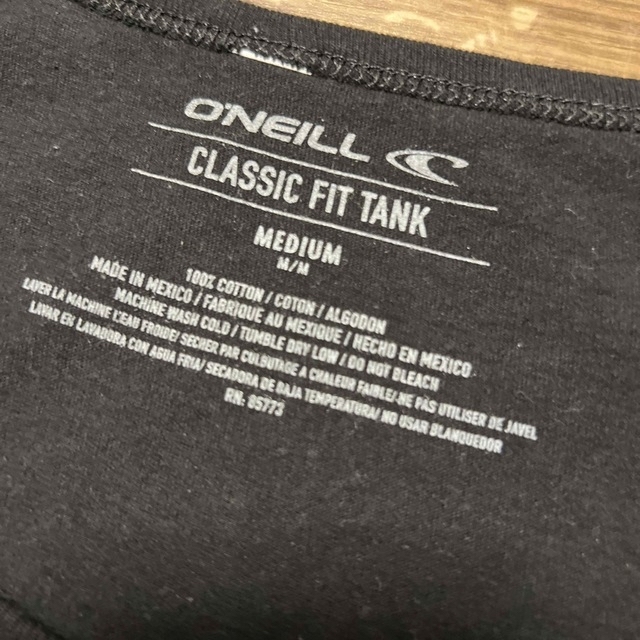 O'NEILL
CLASSIC FIT TANK
MEDIUM
M/M
100% COTTON / COTON / ALGODON
MADE IN MEXICO / FABRIQUE AU MEXIQUE / HECHO EN MEXICO
MACHINE WASH COLD / TUMBLE DRY LOW / DO NOT BLEACH
LAVER LA MACHINE L'EAU FROIDE/ SECHER PAR CULBUTAGE A CHALEUR FAIBLE/ NE PAS UTILISER DE JAVEL
LAVAR EN LAVADORA CON AGUA FRIA/ SECADORA DE BAJA TEMPERATURA/ NO USAR BLANQUEDOR
RN: 85775